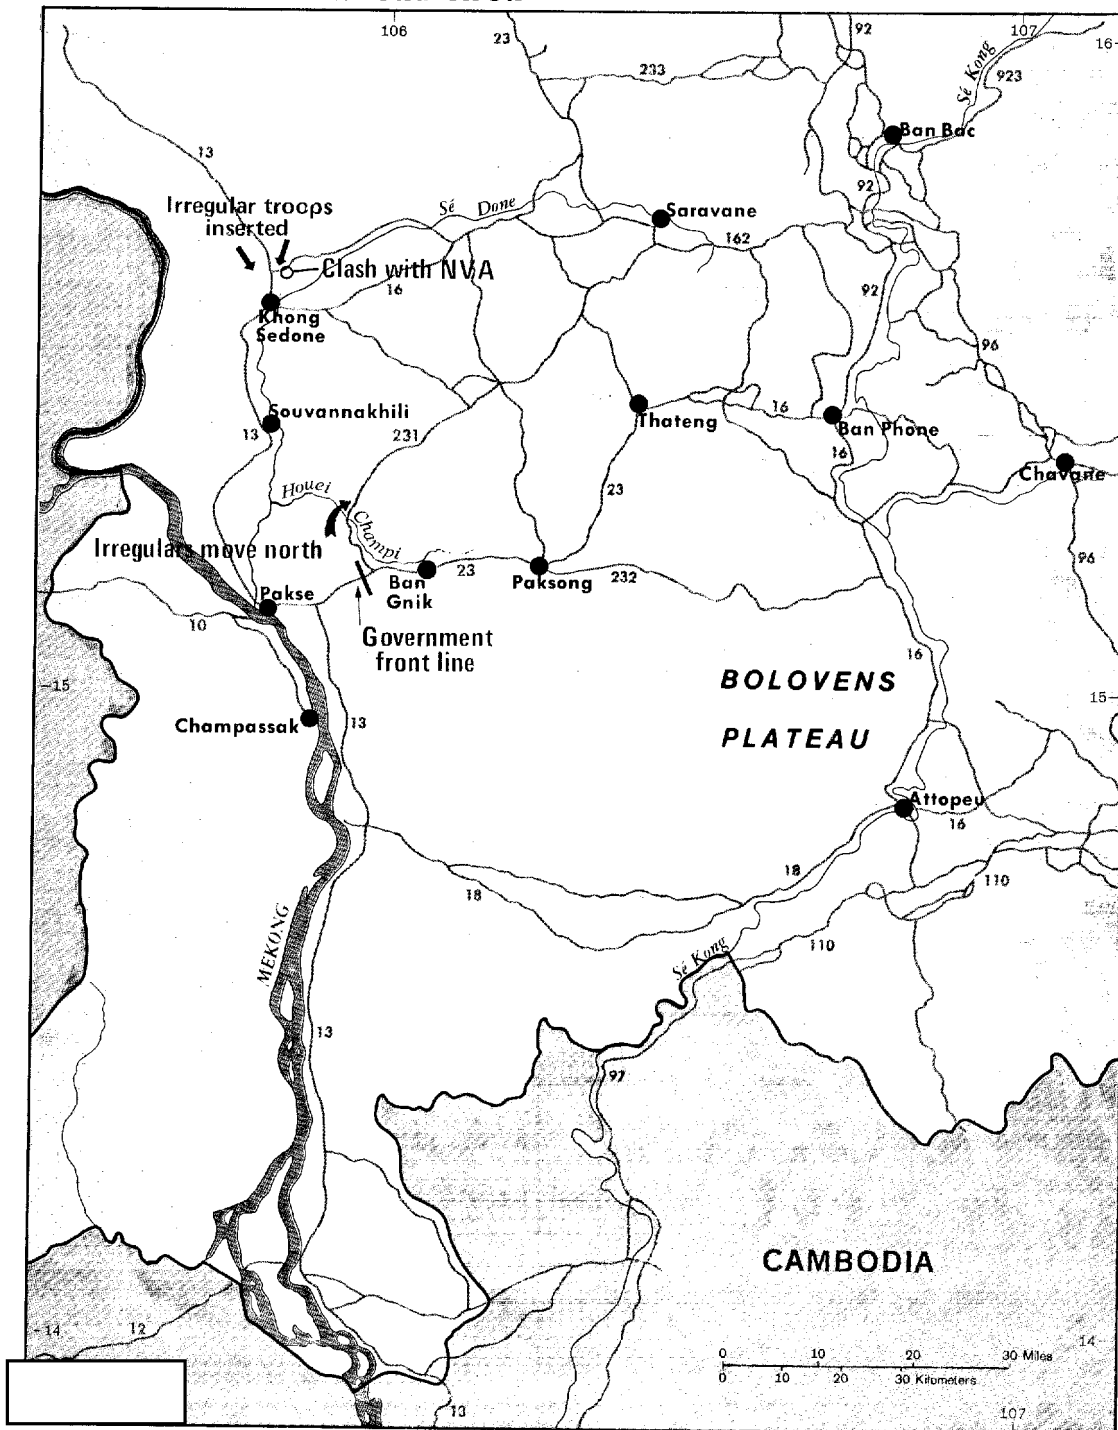 106
23
92
107
16
233
Sé Kong
923
Ban Bac
13
92
Irregular troops
inserted
Sé Done
Saravane
162
Clash with NVA
16
92
Khong
Sedone
96
Souvannakhili
13
231
Thateng
16
Ban Phone
16
Chavane
Houei
Champi
23
Irregulars move north
Ban
Gnik
23
Paksong
232
96
Pakse
10
Government
front line
16
15
BOLOVENS
PLATEAU
15
Champassak
13
Attopeu
16
18
18
110
110
MEKONG
Sé Kong
13
97
CAMBODIA
14
12
14
0 10 20 30 Miles
0 10 20 30 Kilometers
13
107